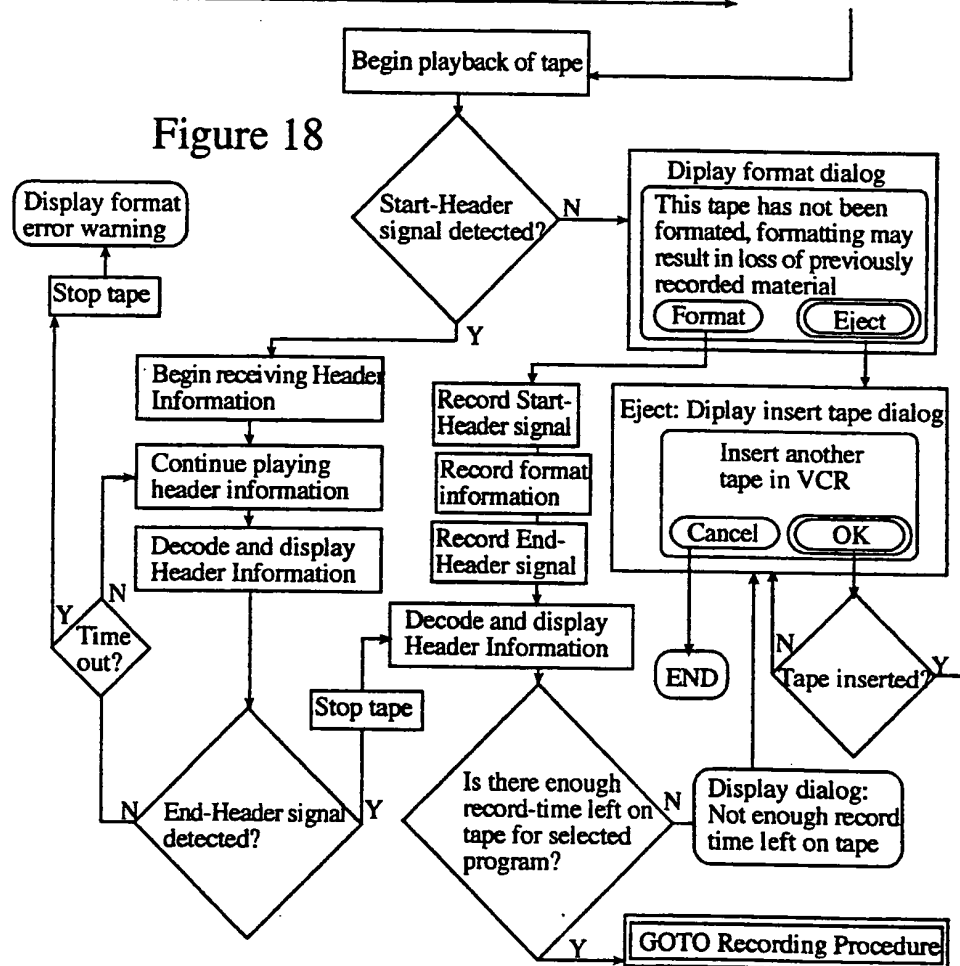 Begin playback of tape
Figure 18
Start-Header
signal detected?
N
Y
Diplay format dialog
This tape has not been
formated, formatting may
result in loss of previously
recorded material
Format
Eject
Display format
error warning
Stop tape
Begin receiving Header
Information
Continue playing
header information
Decode and display
Header Information
Y
N
Time
out?
N
End-Header signal
detected?
Y
Stop tape
Record Start-
Header signal
Record format
information
Record End-
Header signal
Decode and display
Header Information
Is there enough
record-time left on
tape for selected
program?
N
Y
Eject: Diplay insert tape dialog
Insert another
tape in VCR
Cancel
OK
END
N
Tape inserted?
Y
Display dialog:
Not enough record
time left on tape
GOTO Recording Procedure